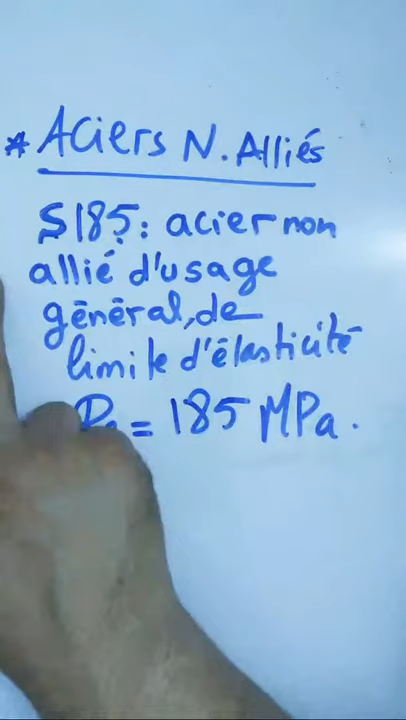 * Aciers N. Alliés
S185: acier non
allié d'usage
général, de
limite d'élasticité
= 185 MPa.